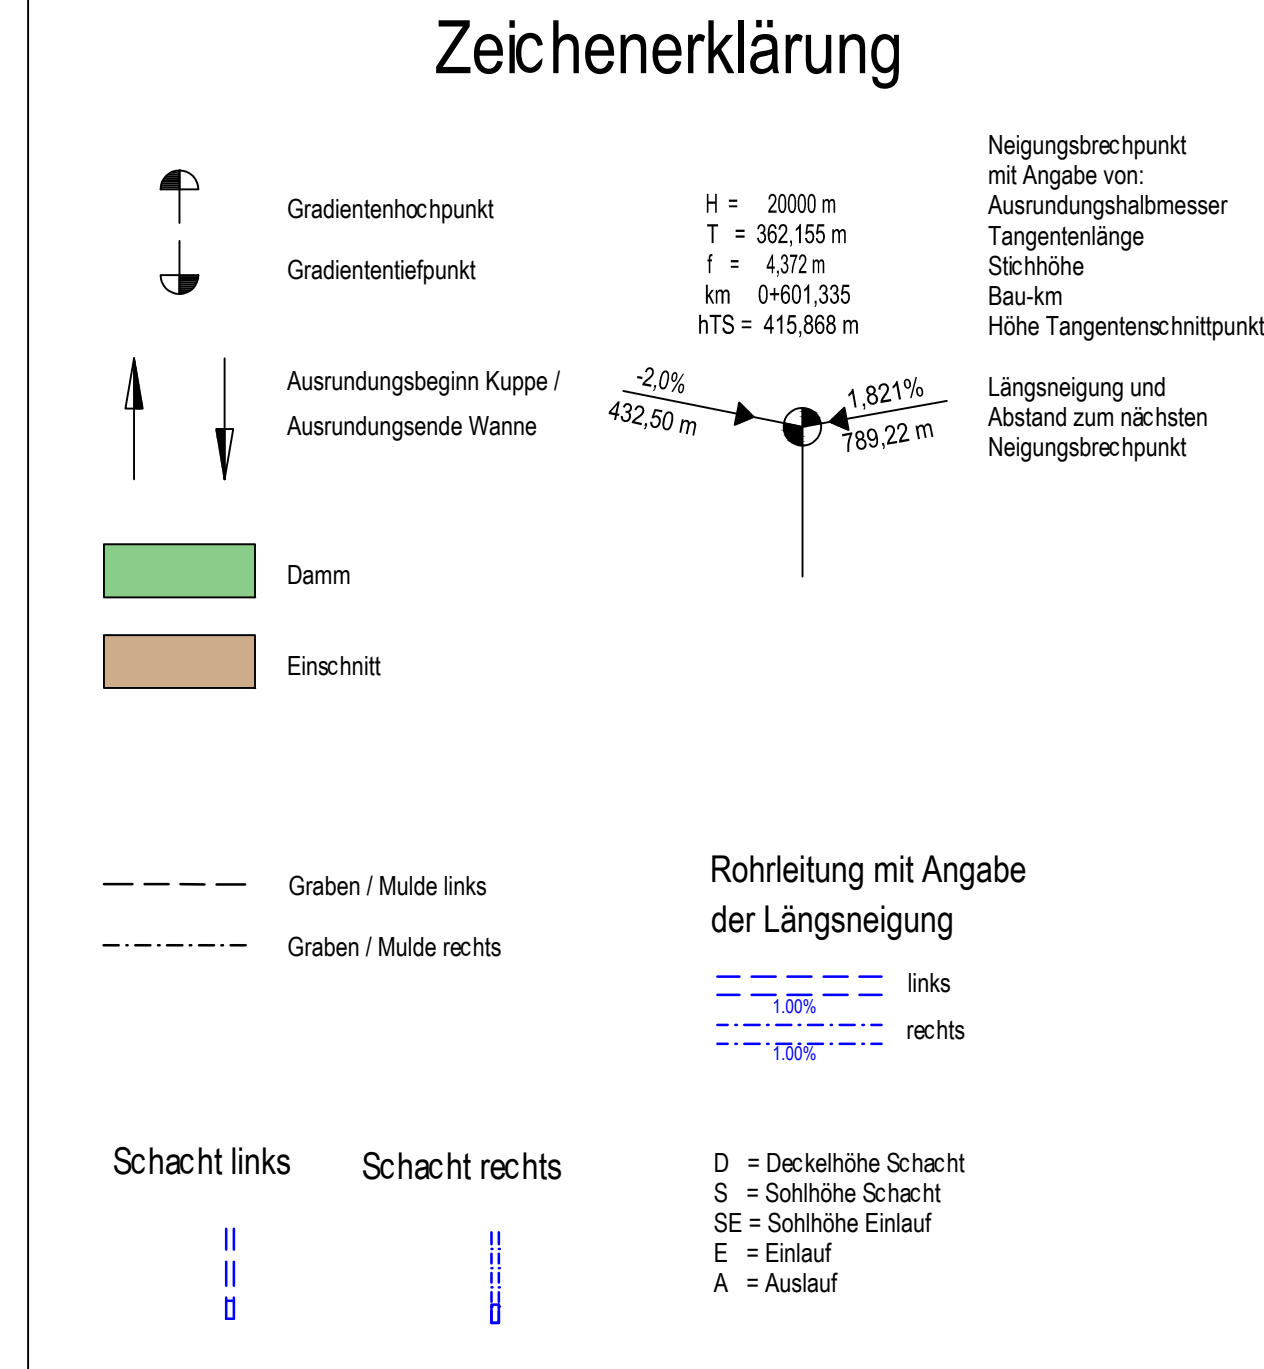 Zeichenerklärung
Gradientenhochpunkt
Gradiententiefpunkt
Ausrundungsbeginn Kuppe /
Ausrundungsende Wanne
Damm
Einschnitt
H = 20000 m
T = 362,155 m
f = 4,372 m
km 0+601,335
hTS = 415,868 m
-2,0%
432,50 m
1,821%
789,22 m
Neigungsbrechpunkt
mit Angabe von:
Ausrundungshalbmesser
Tangentenlänge
Stichhöhe
Bau-km
Höhe Tangentenschnittpunkt
Längsneigung und
Abstand zum nächsten
Neigungsbrechpunkt
Graben / Mulde links
Graben / Mulde rechts
Rohrleitung mit Angabe
der Längsneigung
links
1.00%
rechts
1.00%
Schacht links
Schacht rechts
D = Deckelhöhe Schacht
S = Sohlhöhe Schacht
SE = Sohlhöhe Einlauf
E = Einlauf
A = Auslauf